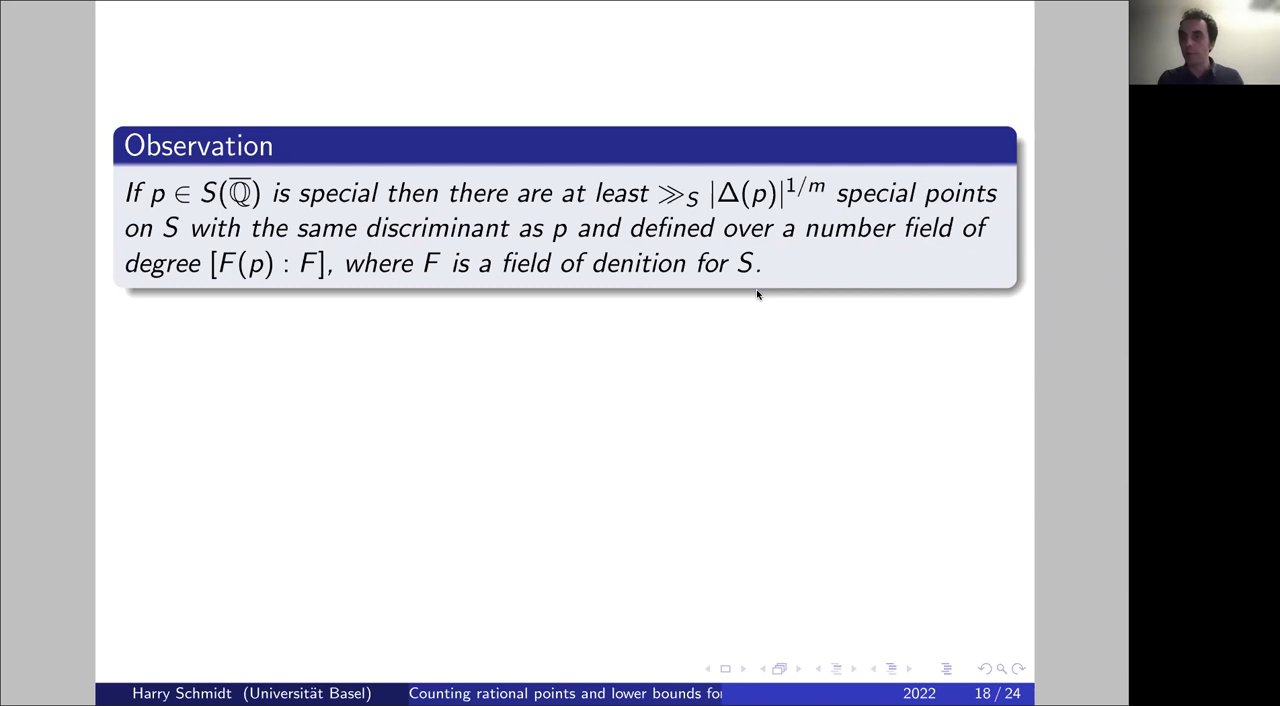 Observation
If p ∈ S(ℚ̅) is special then there are at least ≫_S |Δ(p)|^{1/m} special points
on S with the same discriminant as p and defined over a number field of
degree [F(p) : F], where F is a field of denition for S.
Harry Schmidt (Universität Basel) Counting rational points and lower bounds for 2022 18 / 24